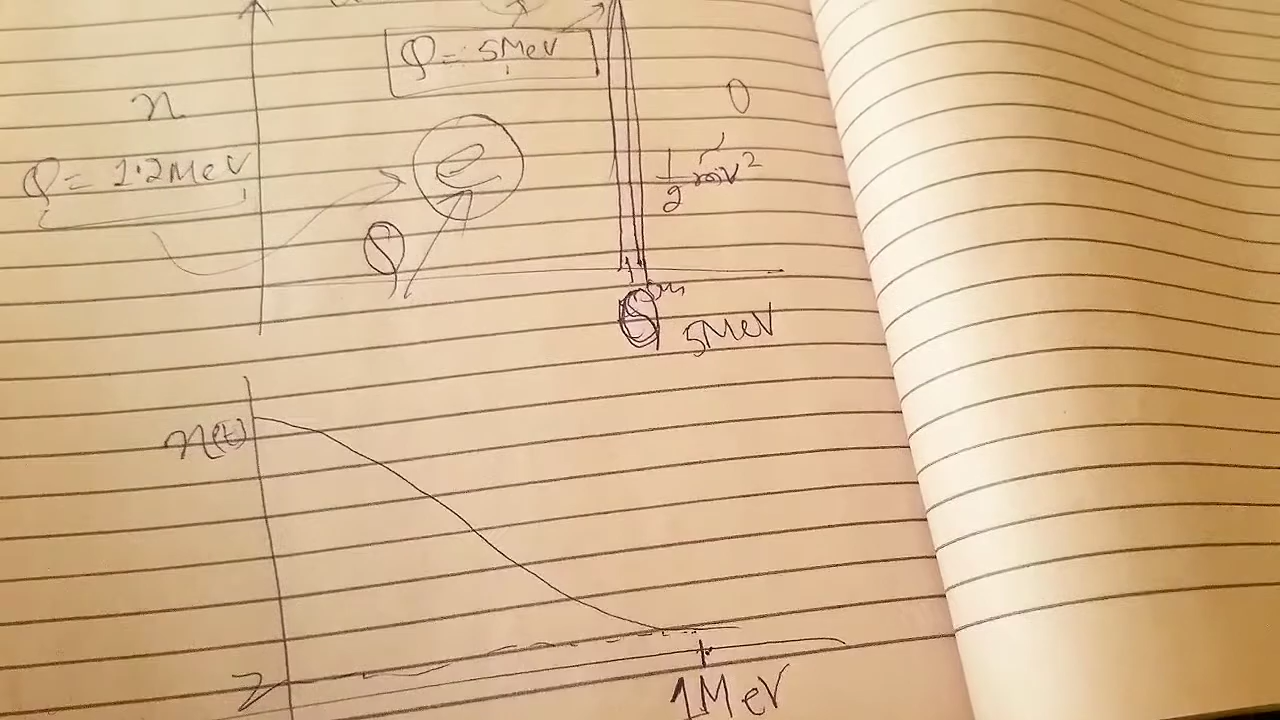 Q = 5MeV
n
0
Q = 1.2MeV
e
1/2 mv²
Q
5MeV
n(t)
1MeV